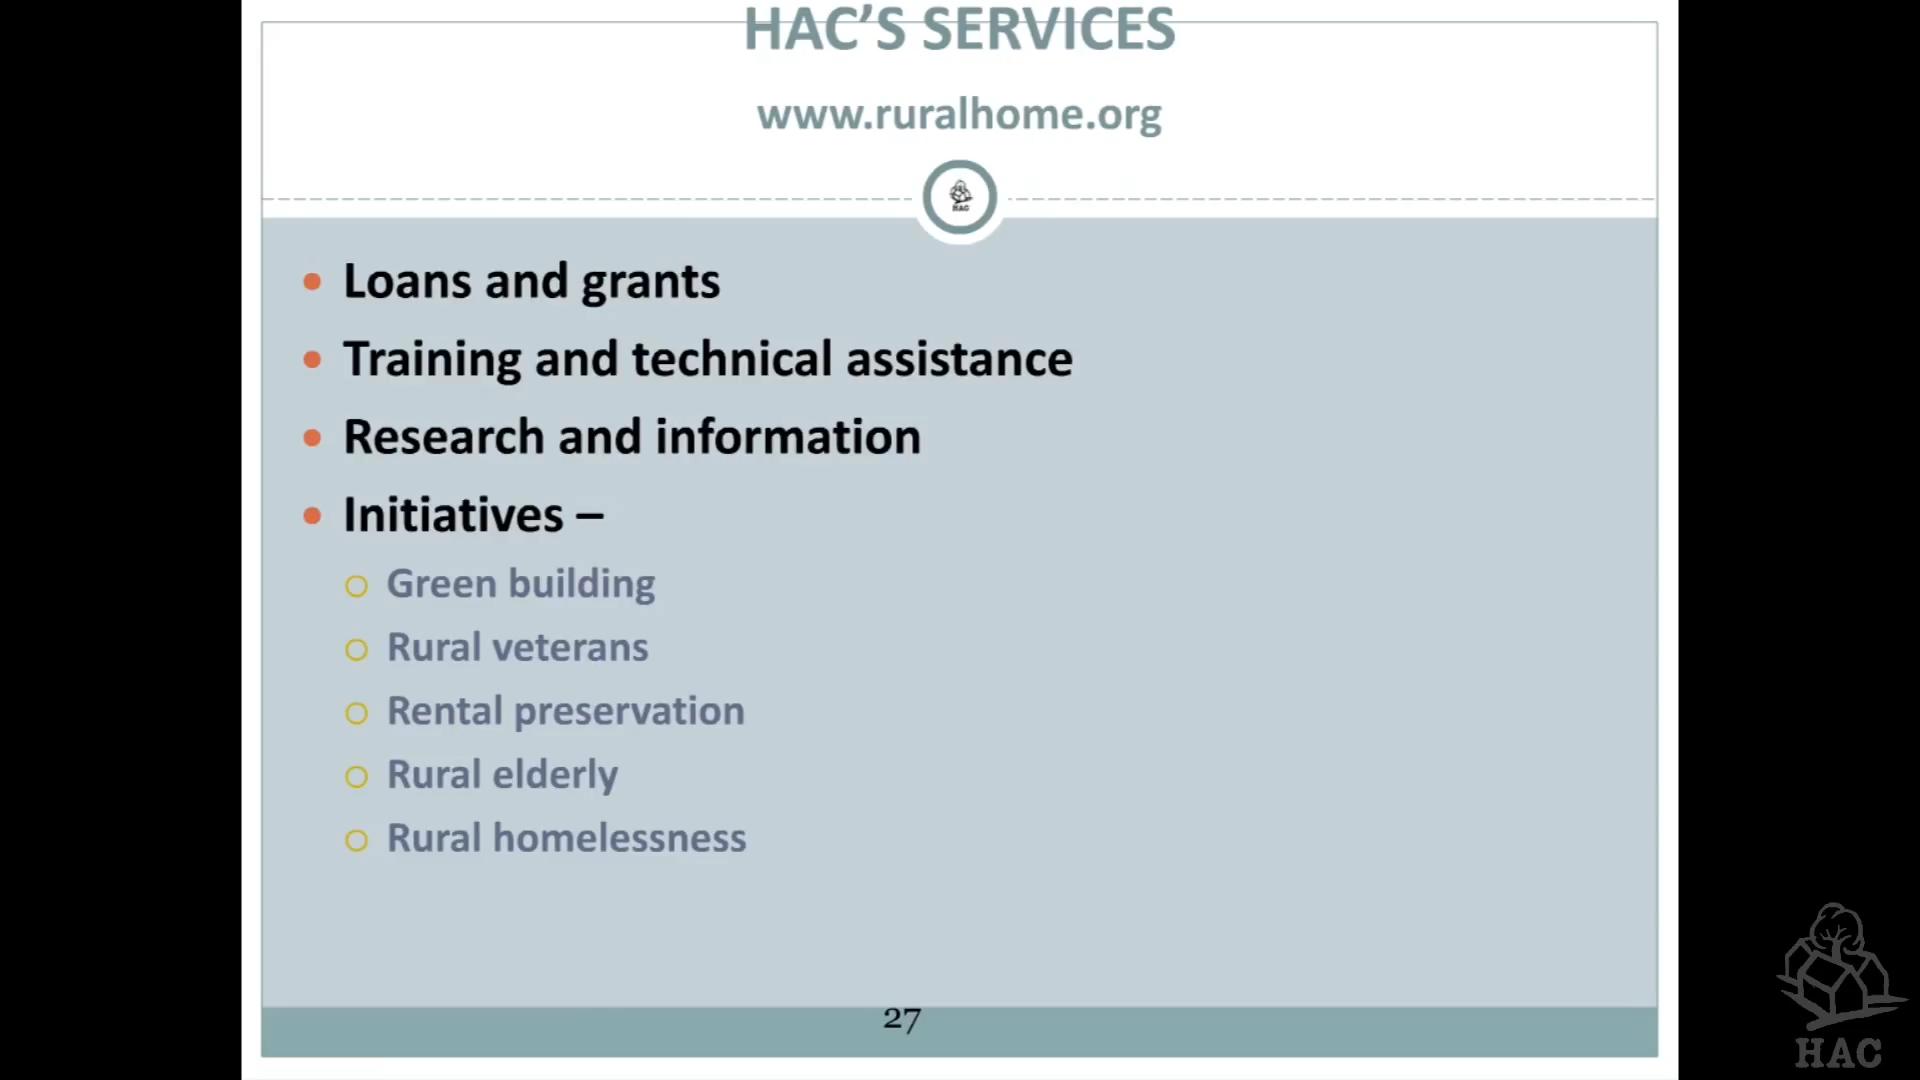 HAC’S SERVICES
www.ruralhome.org
HAC
• Loans and grants
• Training and technical assistance
• Research and information
• Initiatives –
○ Green building
○ Rural veterans
○ Rental preservation
○ Rural elderly
○ Rural homelessness
27
HAC